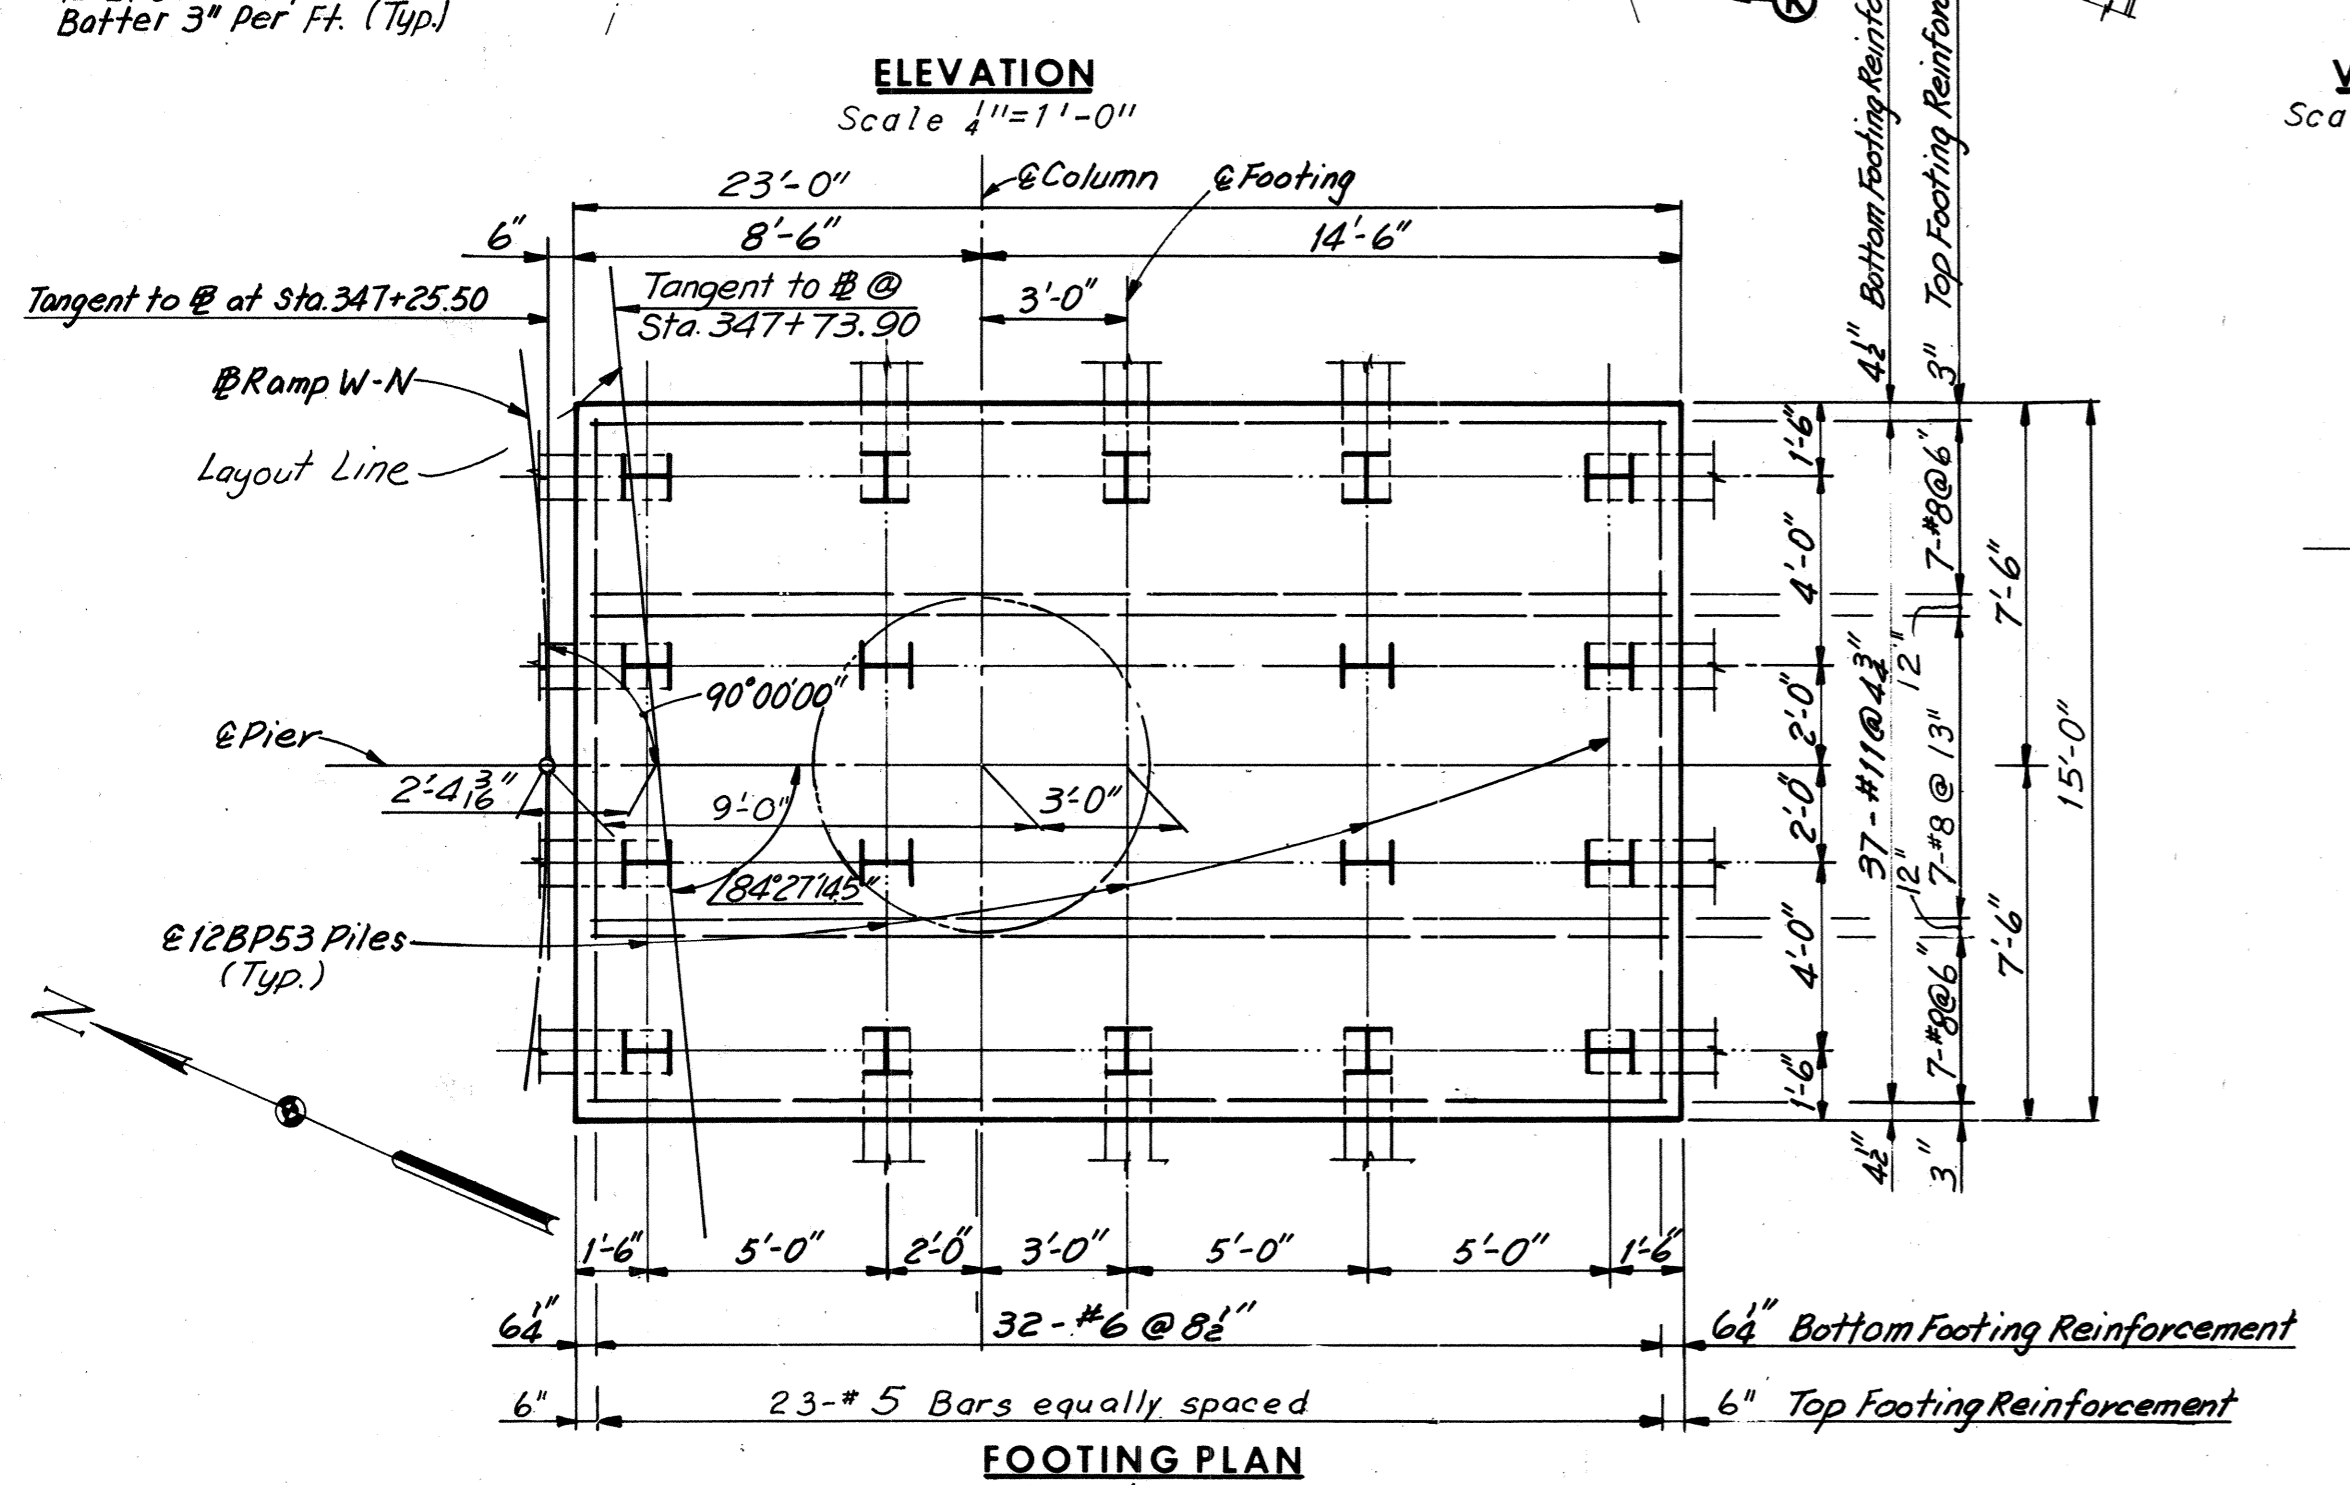 Batter 3" Per Ft. (Typ.)
ELEVATION
Scale 1/4"=1'-0"
23'-0"
℄ Column
℄ Footing
6"
8'-6"
14'-6"
Tangent to BL at Sta. 347+25.50
Tangent to BL @
Sta. 347+73.90
3'-0"
BL Ramp W-N
Layout Line
90°00'00"
℄ Pier
2'-4 3/16"
9'-0"
3'-0"
84°27'14.5"
℄ 12BP53 Piles
(Typ.)
N
4 1/2" Bottom Footing
3" Top Footing
1'-6"
4'-0"
2'-0"
2'-0"
4'-0"
1'-6"
37-#11@4 3/4"
4 1/2"
7-#8@6"
12"
7-#8@13"
12"
7-#8@6"
3"
7'-6"
7'-6"
15'-0"
1'-6"
5'-0"
2'-0"
3'-0"
5'-0"
5'-0"
1'-6"
6 1/4"
32-#6@8 1/2"
6 1/4" Bottom Footing Reinforcement
6"
23-#5 Bars equally spaced
6" Top Footing Reinforcement
FOOTING PLAN